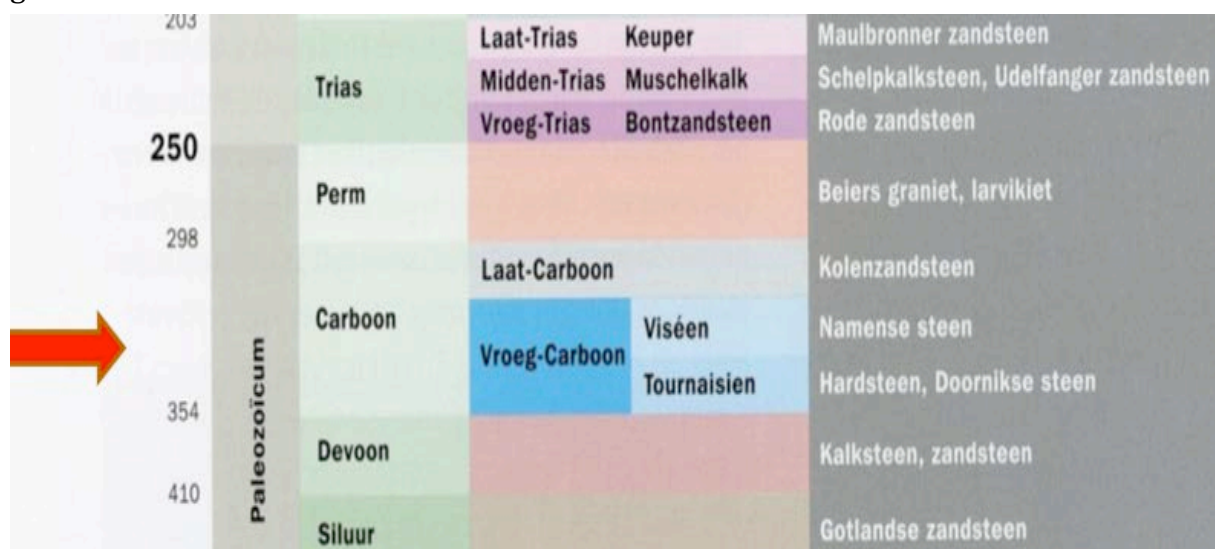 203
Laat-Trias Keuper Maulbronner zandsteen
Trias Midden-Trias Muschelkalk Schelpkalksteen, Udelfanger zandsteen
Vroeg-Trias Bontzandsteen Rode zandsteen
250
Perm Beiers graniet, larvikiet
298
Laat-Carboon Kolenzandsteen
Carboon Viséen Namense steen
Vroeg-Carboon
Tournaisien Hardsteen, Doornikse steen
354
Paleozoïcum
Devoon Kalksteen, zandsteen
410
Siluur Gotlandse zandsteen